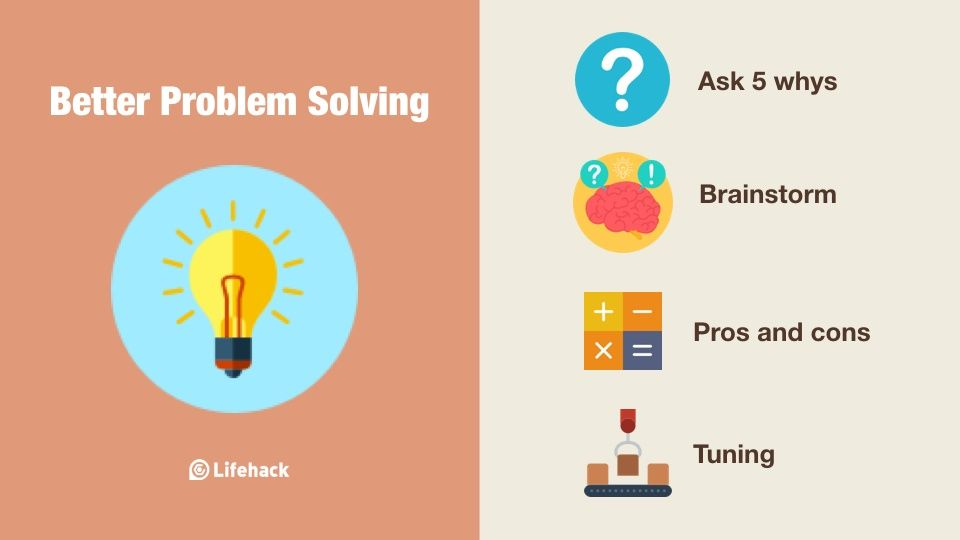 Better Problem Solving
Lifehack
?
Ask 5 whys
? !
Brainstorm
+ −
× =
Pros and cons
Tuning